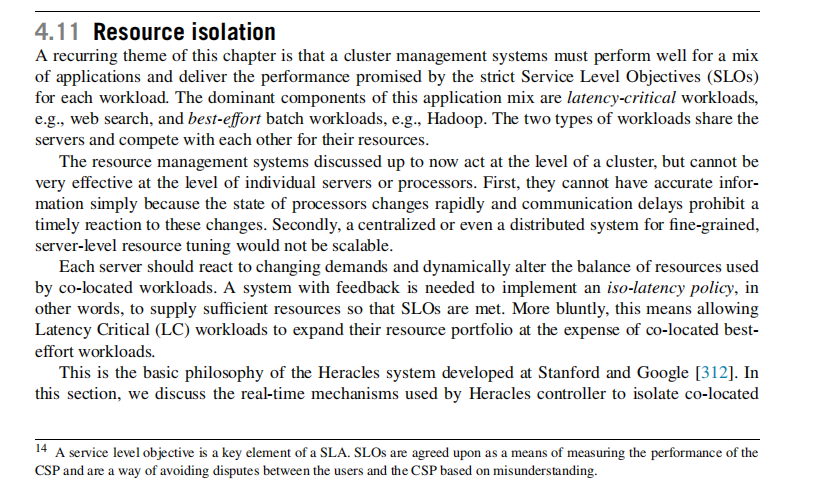 4.11 Resource isolation
A recurring theme of this chapter is that a cluster management systems must perform well for a mix
of applications and deliver the performance promised by the strict Service Level Objectives (SLOs)
for each workload. The dominant components of this application mix are latency-critical workloads,
e.g., web search, and best-effort batch workloads, e.g., Hadoop. The two types of workloads share the
servers and compete with each other for their resources.
The resource management systems discussed up to now act at the level of a cluster, but cannot be
very effective at the level of individual servers or processors. First, they cannot have accurate infor-
mation simply because the state of processors changes rapidly and communication delays prohibit a
timely reaction to these changes. Secondly, a centralized or even a distributed system for fine-grained,
server-level resource tuning would not be scalable.
Each server should react to changing demands and dynamically alter the balance of resources used
by co-located workloads. A system with feedback is needed to implement an iso-latency policy, in
other words, to supply sufficient resources so that SLOs are met. More bluntly, this means allowing
Latency Critical (LC) workloads to expand their resource portfolio at the expense of co-located best-
effort workloads.
This is the basic philosophy of the Heracles system developed at Stanford and Google [312]. In
this section, we discuss the real-time mechanisms used by Heracles controller to isolate co-located
14 A service level objective is a key element of a SLA. SLOs are agreed upon as a means of measuring the performance of the
CSP and are a way of avoiding disputes between the users and the CSP based on misunderstanding.